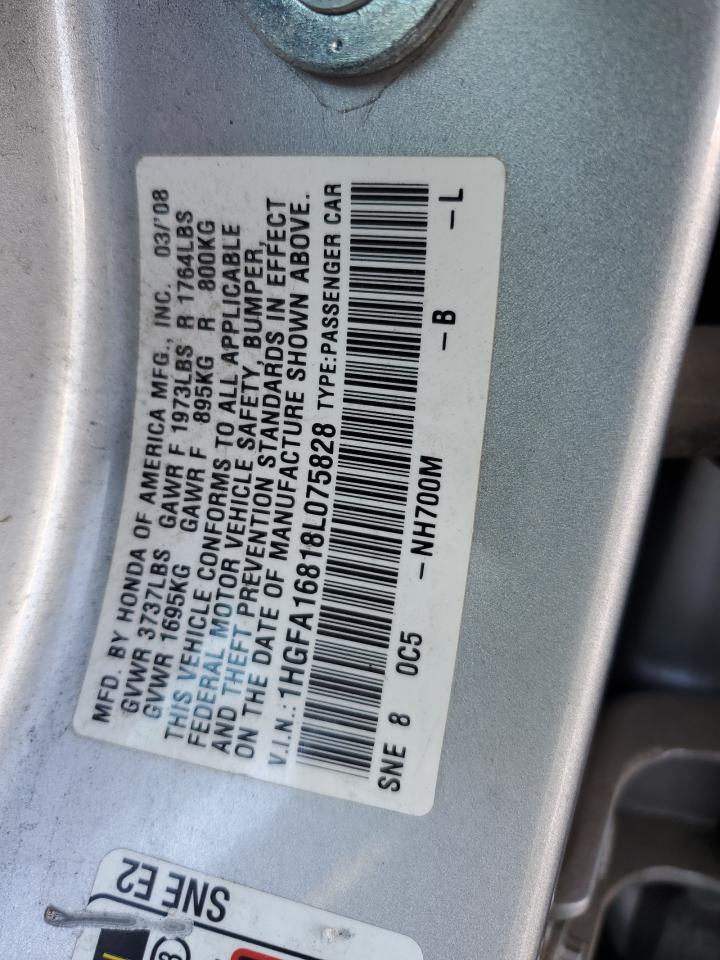 MFD. BY HONDA OF AMERICA MFG., INC. 03/'08
GVWR 3737LBS GAWR F 1973LBS R 1764LBS
GVWR 1695KG GAWR F 895KG R 800KG
THIS VEHICLE CONFORMS TO ALL APPLICABLE
FEDERAL MOTOR VEHICLE SAFETY, BUMPER,
AND THEFT PREVENTION STANDARDS IN EFFECT
ON THE DATE OF MANUFACTURE SHOWN ABOVE.
V.I.N.:1HGFA16818L075828 TYPE:PASSENGER CAR
SNE 8 0C5 -NH700M -B -L
SNE E2